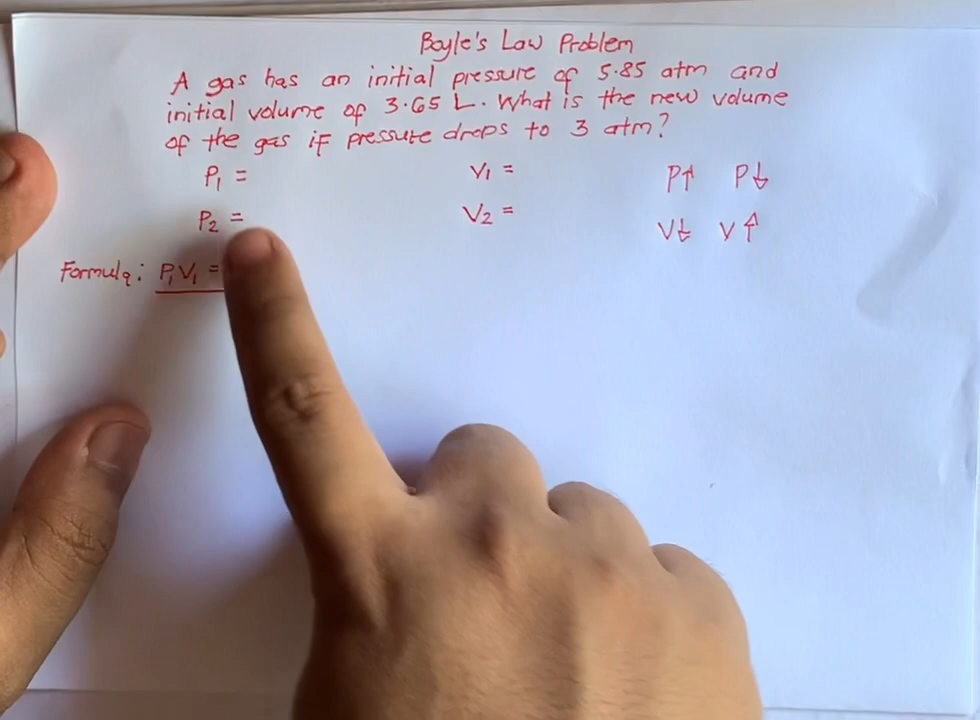 Boyle's Law Problem
A gas has an initial pressure of 5.85 atm and
initial volume of 3.65 L. What is the new volume
of the gas if pressure drops to 3 atm?
P₁ = V₁ = P↑ P↓
P₂ = V₂ = V↓ V↑
Formula: P₁V₁ =